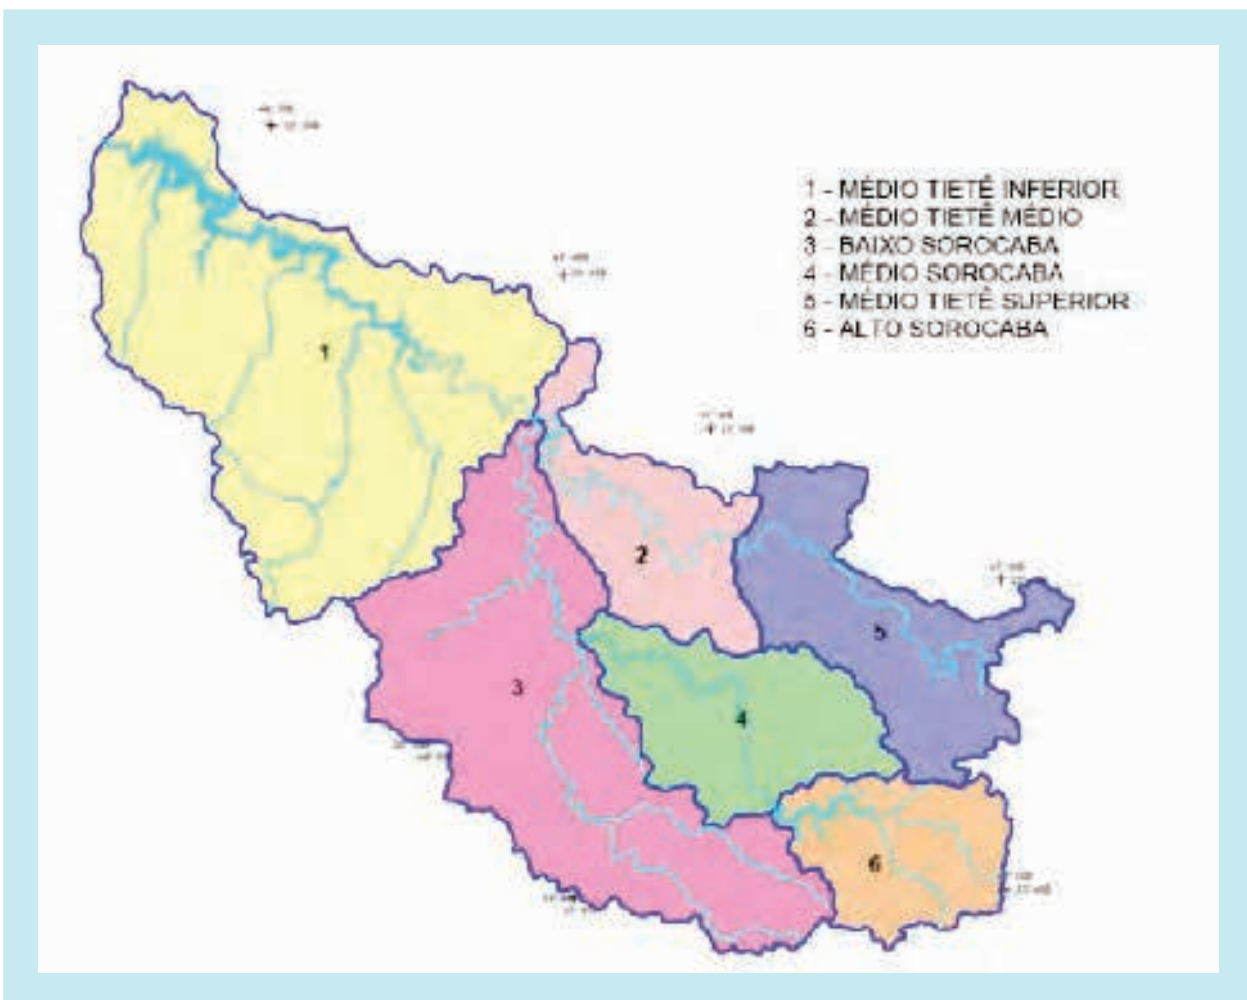 1 - MÉDIO TIETÊ INFERIOR
2 - MÉDIO TIETÊ MÉDIO
3 - BAIXO SOROCABA
4 - MÉDIO SOROCABA
5 - MÉDIO TIETÊ SUPERIOR
6 - ALTO SOROCABA
1
2
5
3
4
6